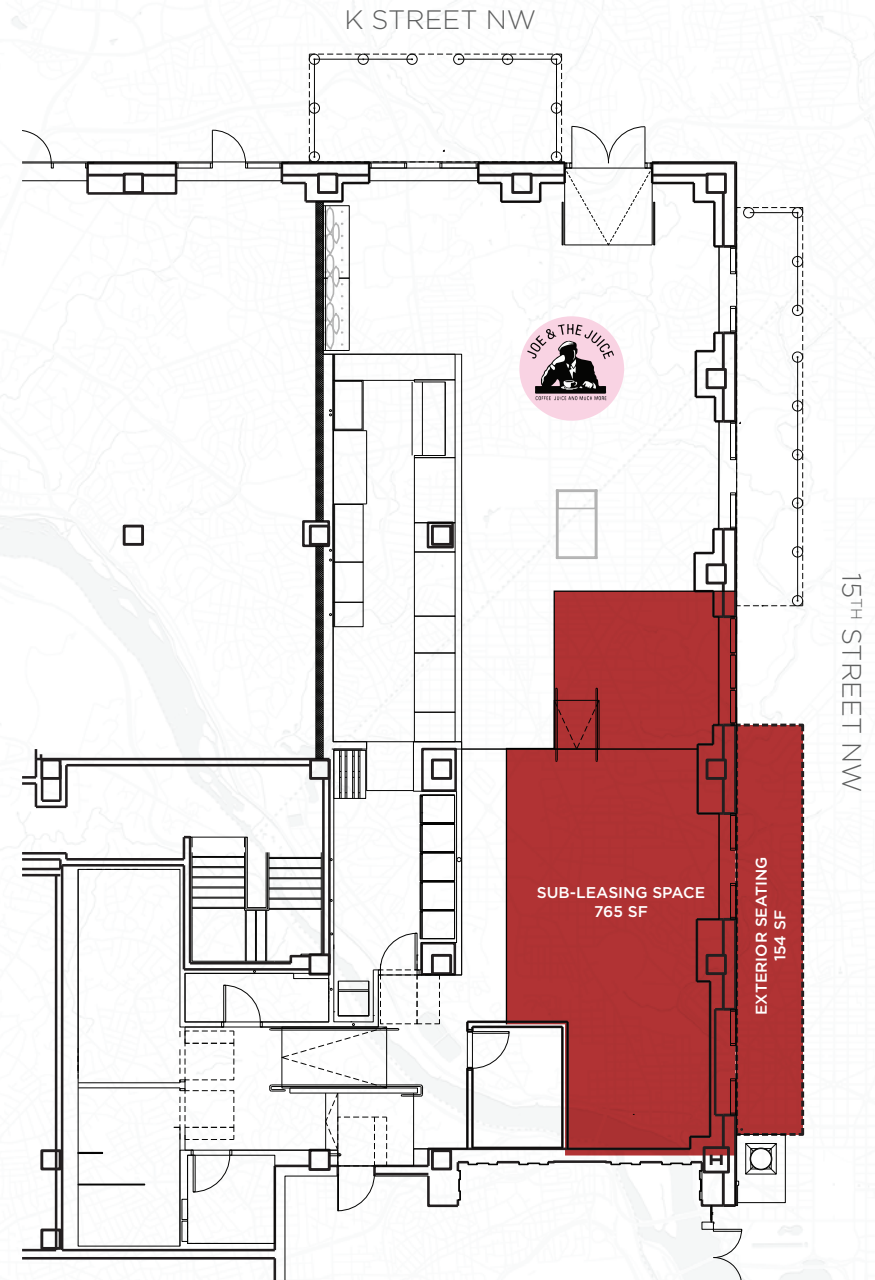 K STREET NW
JOE & THE JUICE
COFFEE JUICE AND MUCH MORE
15TH STREET NW
SUB-LEASING SPACE
765 SF
EXTERIOR SEATING
154 SF